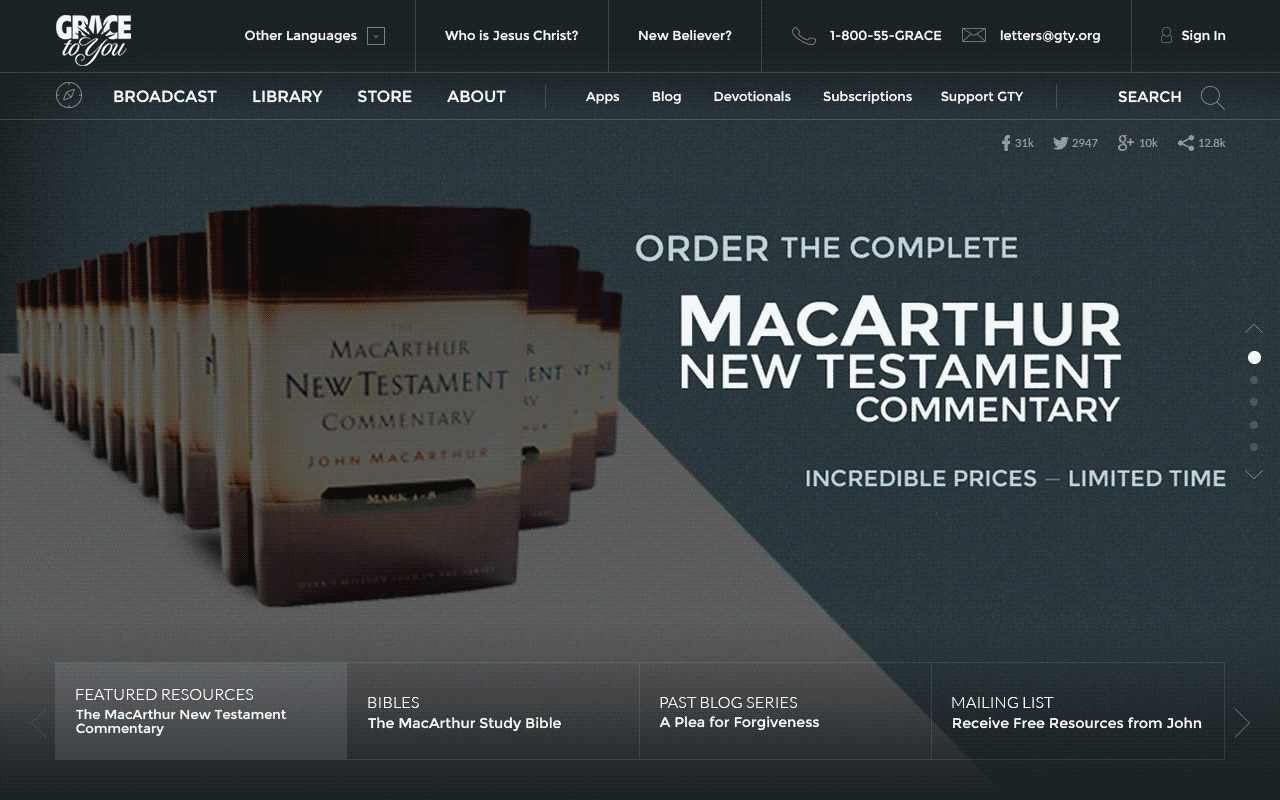 GRACE
to You
Other Languages
Who is Jesus Christ?
New Believer?
1-800-55-GRACE
letters@gty.org
Sign In
BROADCAST
LIBRARY
STORE
ABOUT
Apps
Blog
Devotionals
Subscriptions
Support GTY
SEARCH
31k
2947
10k
12.8k
ORDER THE COMPLETE
MACARTHUR
NEW TESTAMENT
COMMENTARY
INCREDIBLE PRICES – LIMITED TIME
THE
MACARTHUR
NEW TESTAMENT
COMMENTARY
JOHN MACARTHUR
MARK 1-8
FEATURED RESOURCES
The MacArthur New Testament
Commentary
BIBLES
The MacArthur Study Bible
PAST BLOG SERIES
A Plea for Forgiveness
MAILING LIST
Receive Free Resources from John